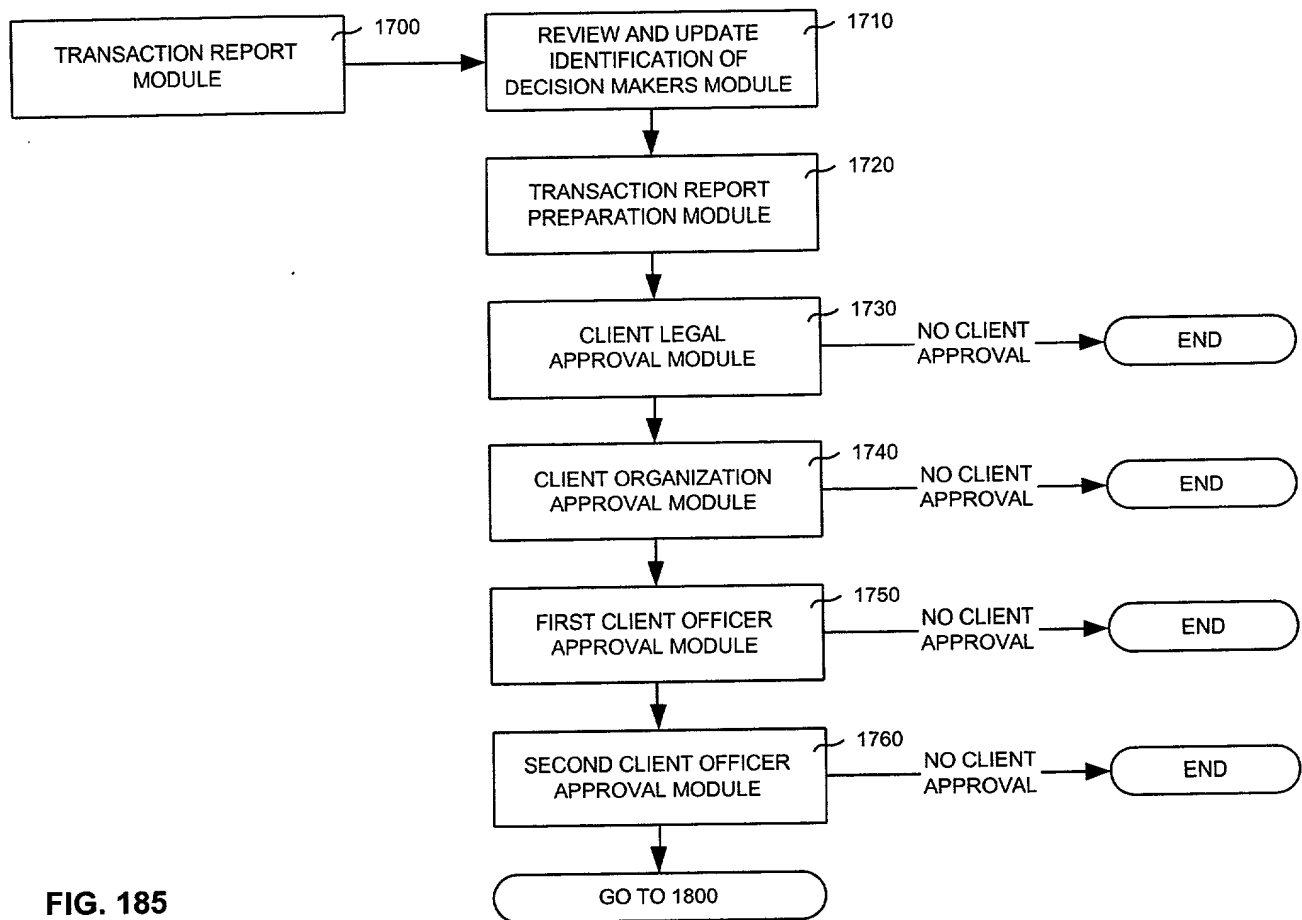 TRANSACTION REPORT
MODULE
1700
REVIEW AND UPDATE
IDENTIFICATION OF
DECISION MAKERS MODULE
1710
TRANSACTION REPORT
PREPARATION MODULE
1720
CLIENT LEGAL
APPROVAL MODULE
1730
NO CLIENT
APPROVAL
END
CLIENT ORGANIZATION
APPROVAL MODULE
1740
NO CLIENT
APPROVAL
END
FIRST CLIENT OFFICER
APPROVAL MODULE
1750
NO CLIENT
APPROVAL
END
SECOND CLIENT OFFICER
APPROVAL MODULE
1760
NO CLIENT
APPROVAL
END
GO TO 1800
FIG. 185